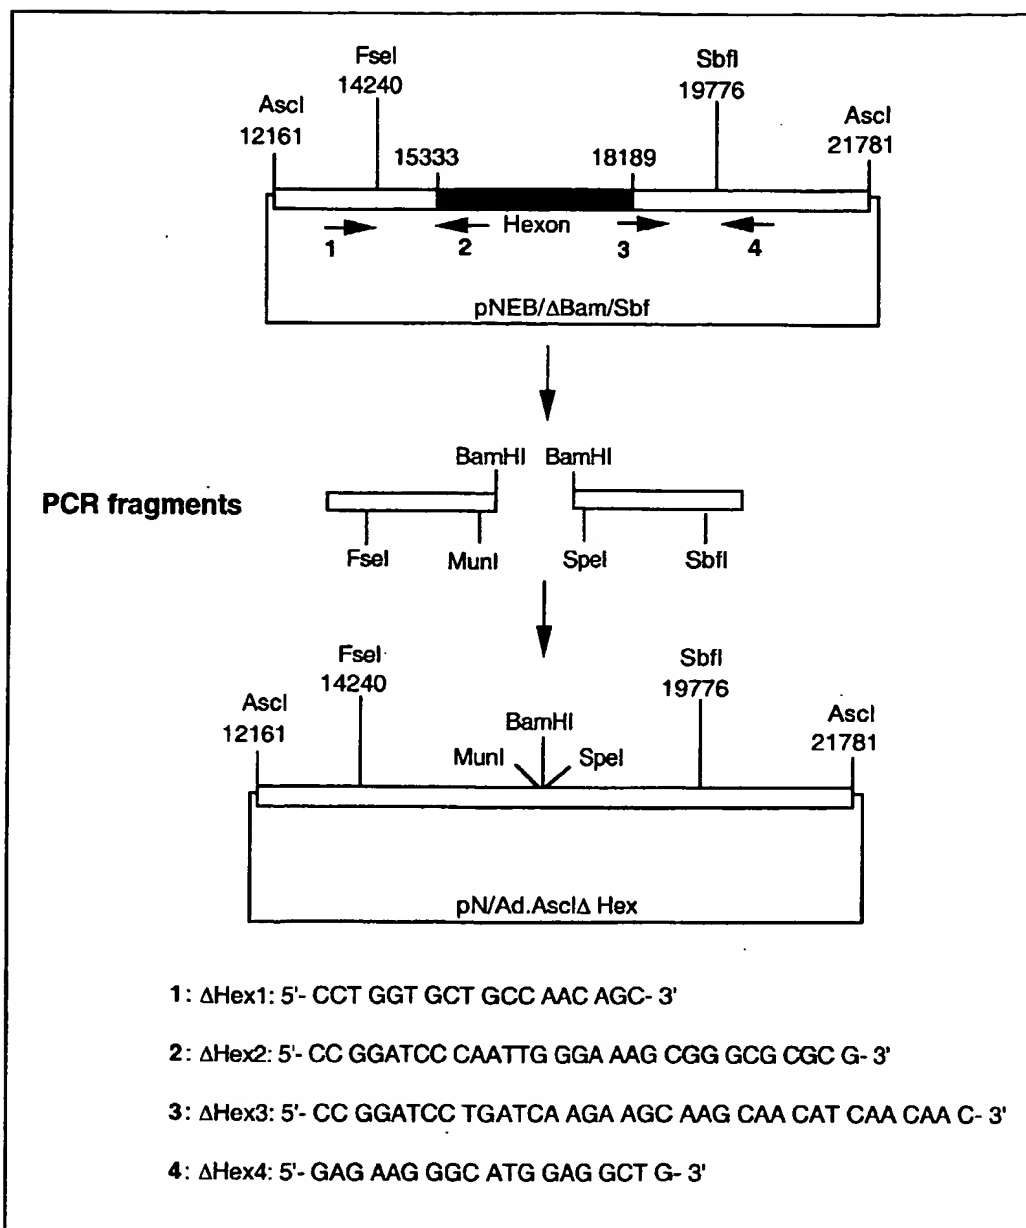 FseI
14240
SbfI
19776
AscI
12161
AscI
21781
15333
18189
Hexon
1
2
3
4
pNEB/ΔBam/Sbf
BamHI BamHI
PCR fragments
FseI MunI SpeI SbfI
FseI
14240
SbfI
19776
AscI
12161
BamHI
AscI
21781
MunI SpeI
pN/Ad.AscIΔ Hex
1: ΔHex1: 5'- CCT GGT GCT GCC AAC AGC- 3'
2: ΔHex2: 5'- CC GGATCC CAATTG GGA AAG CGG GCG CGC G- 3'
3: ΔHex3: 5'- CC GGATCC TGATCA AGA AGC AAG CAA CAT CAA CAA C- 3'
4: ΔHex4: 5'- GAG AAG GGC ATG GAG GCT G- 3'